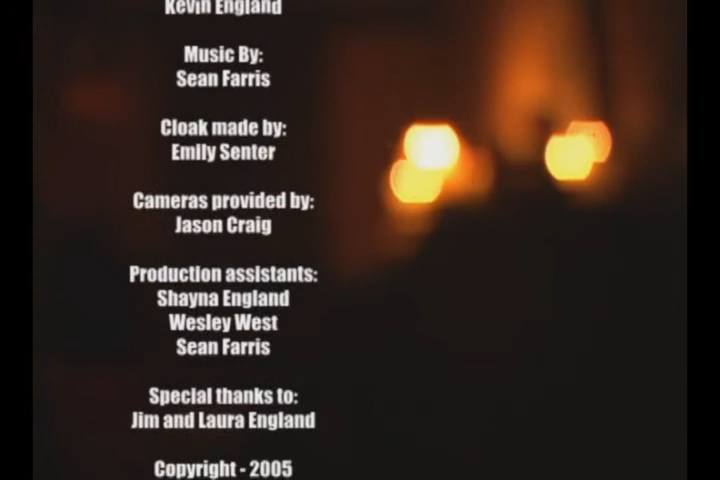 Kevin England
Music By:
Sean Farris
Cloak made by:
Emily Senter
Cameras provided by:
Jason Craig
Production assistants:
Shayna England
Wesley West
Sean Farris
Special thanks to:
Jim and Laura England
Copyright - 2005